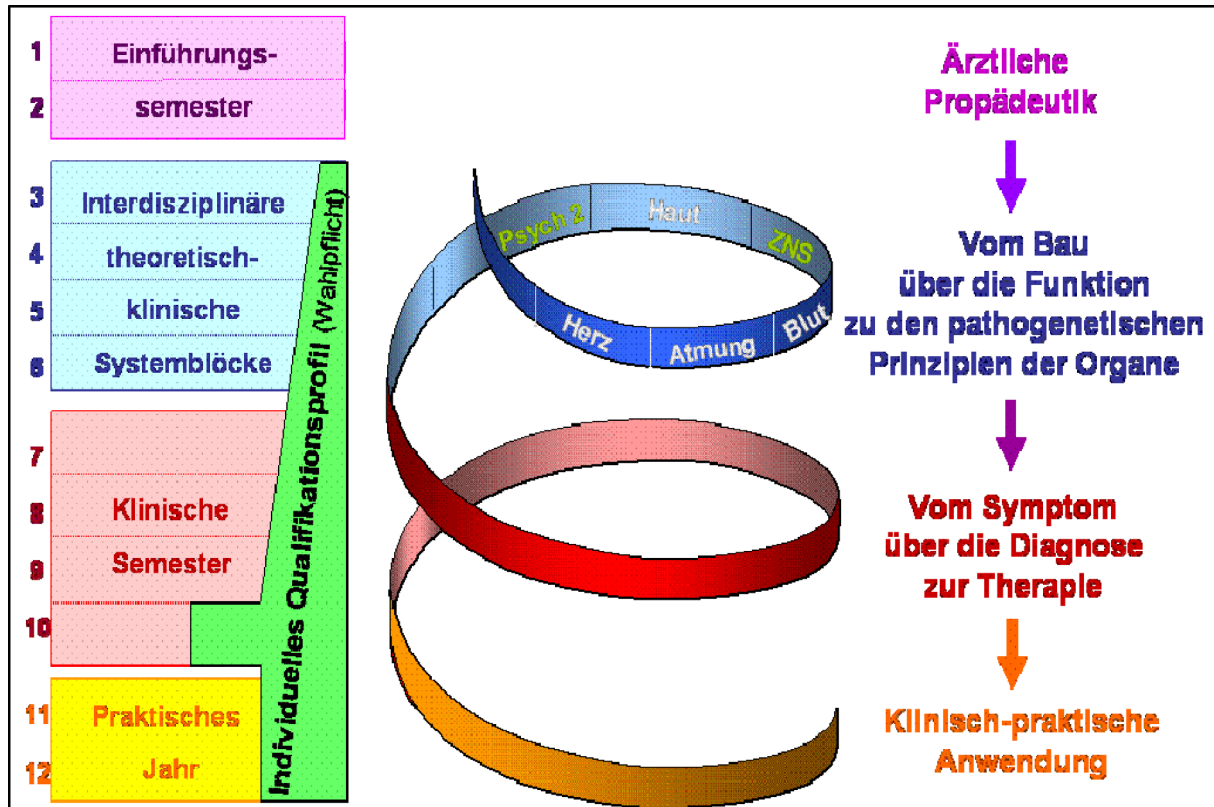 1
Einführungs-
2
semester
3
Interdisziplinäre
4
theoretisch-
5
klinische
6
Systemblöcke
7
8
Klinische
9
Semester
10
11
Praktisches
12
Jahr
Individuelles Qualifikationsprofil (Wahlpflicht)
Psych 2
Haut
ZNS
Herz
Atmung
Blut
Ärztliche
Propädeutik
Vom Bau
über die Funktion
zu den pathogenetischen
Prinzipien der Organe
Vom Symptom
über die Diagnose
zur Therapie
Klinisch-praktische
Anwendung